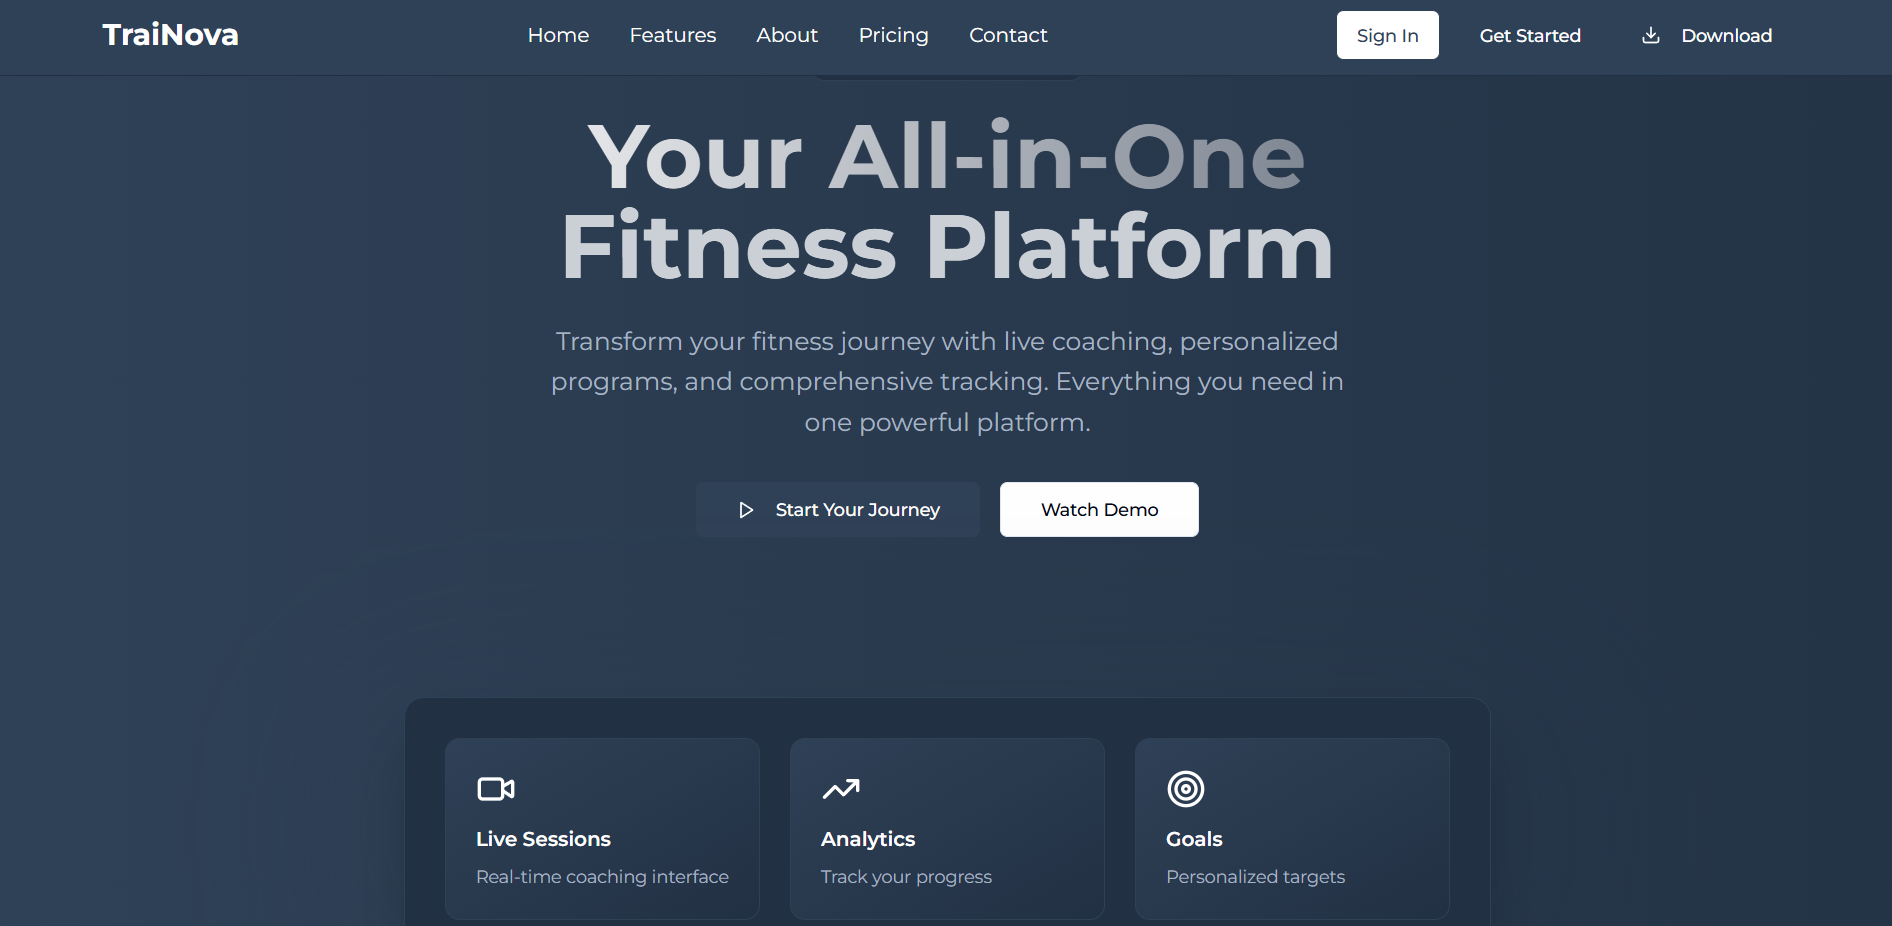 TraiNova
Home
Features
About
Pricing
Contact
Sign In
Get Started
Download
Your All-in-One
Fitness Platform
Transform your fitness journey with live coaching, personalized
programs, and comprehensive tracking. Everything you need in
one powerful platform.
Start Your Journey
Watch Demo
Live Sessions
Real-time coaching interface
Analytics
Track your progress
Goals
Personalized targets